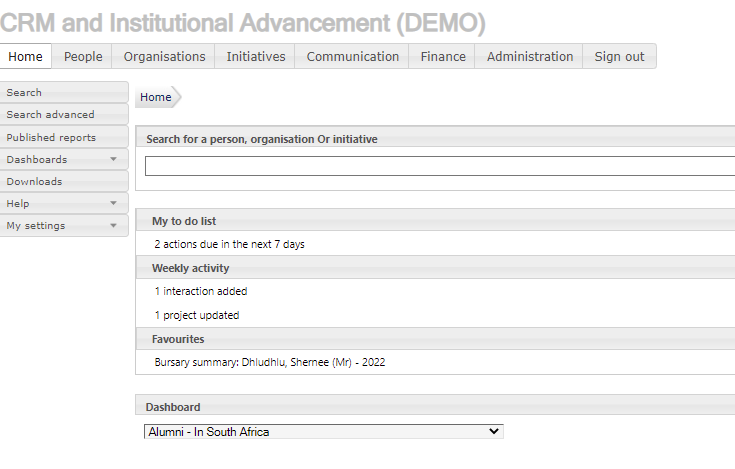 CRM and Institutional Advancement (DEMO)
Home People Organisations Initiatives Communication Finance Administration Sign out
Search
Search advanced
Published reports
Dashboards
Downloads
Help
My settings
Home
Search for a person, organisation Or initiative
My to do list
2 actions due in the next 7 days
Weekly activity
1 interaction added
1 project updated
Favourites
Bursary summary: Dhludhlu, Shernee (Mr) - 2022
Dashboard
Alumni - In South Africa